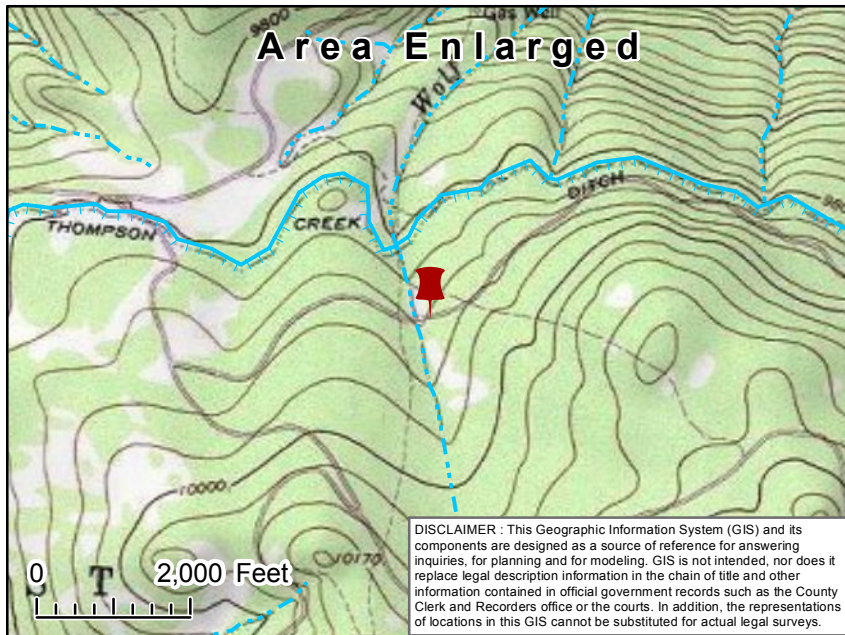 9800
Gas Well
Area Enlarged
Wolf
DITCH
THOMPSON
CREEK
10000
10170
0 2,000 Feet
S T
DISCLAIMER : This Geographic Information System (GIS) and its
components are designed as a source of reference for answering
inquiries, for planning and for modeling. GIS is not intended, nor does it
replace legal description information in the chain of title and other
information contained in official government records such as the County
Clerk and Recorders office or the courts. In addition, the representations
of locations in this GIS cannot be substituted for actual legal surveys.